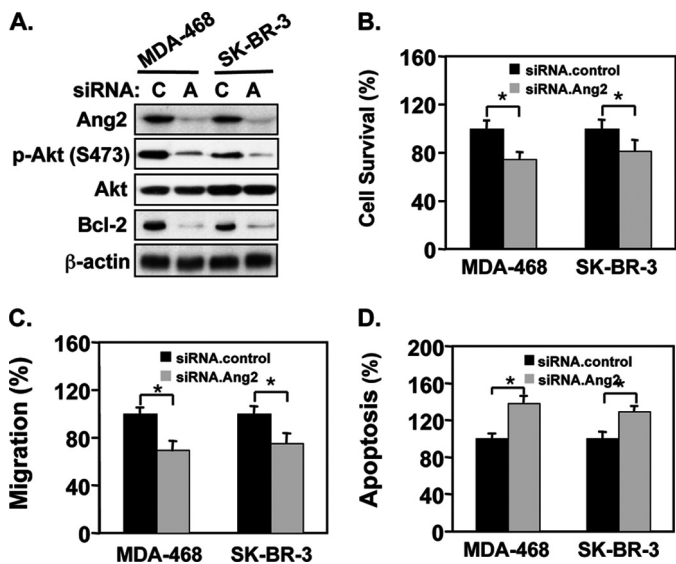 A.
MDA-468 SK-BR-3
siRNA: C A C A
Ang2
p-Akt (S473)
Akt
Bcl-2
β-actin
B.
Cell Survival (%)
160
120
80
40
0
siRNA.control
siRNA.Ang2
* *
MDA-468 SK-BR-3
C.
Migration (%)
160
120
80
40
0
siRNA.control
siRNA.Ang2
* *
MDA-468 SK-BR-3
D.
Apoptosis (%)
200
160
120
80
40
0
siRNA.control
siRNA.Ang2
* *
MDA-468 SK-BR-3